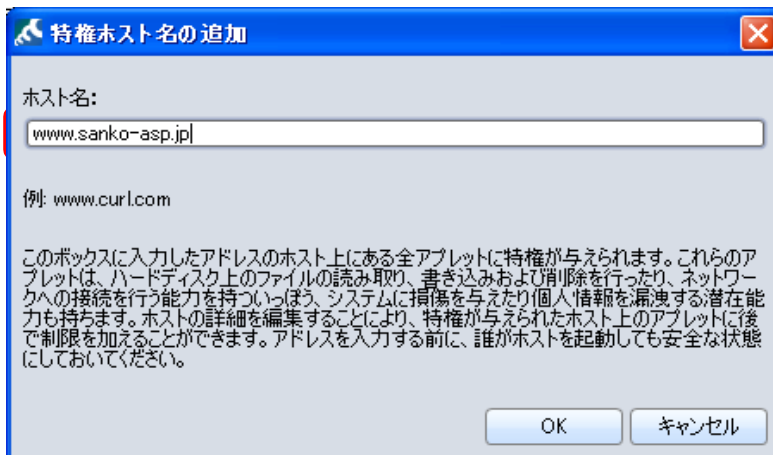 特権ホスト名の追加
ホスト名:
www.sanko-asp.jp
例: www.curl.com
このボックスに入力したアドレスのホスト上にある全アプレットに特権が与えられます。これらのア
プレットは、ハードディスク上のファイルの読み取り、書き込みおよび削除を行ったり、ネットワー
クへの接続を行う能力を持ついっぽう、システムに損傷を与えたり個人情報を漏洩する潜在能
力も持ちます。ホストの詳細を編集することにより、特権が与えられたホスト上のアプレットに後
で制限を加えることができます。アドレスを入力する前に、誰がホストを起動しても安全な状態
にしておいてください。
OK
キャンセル